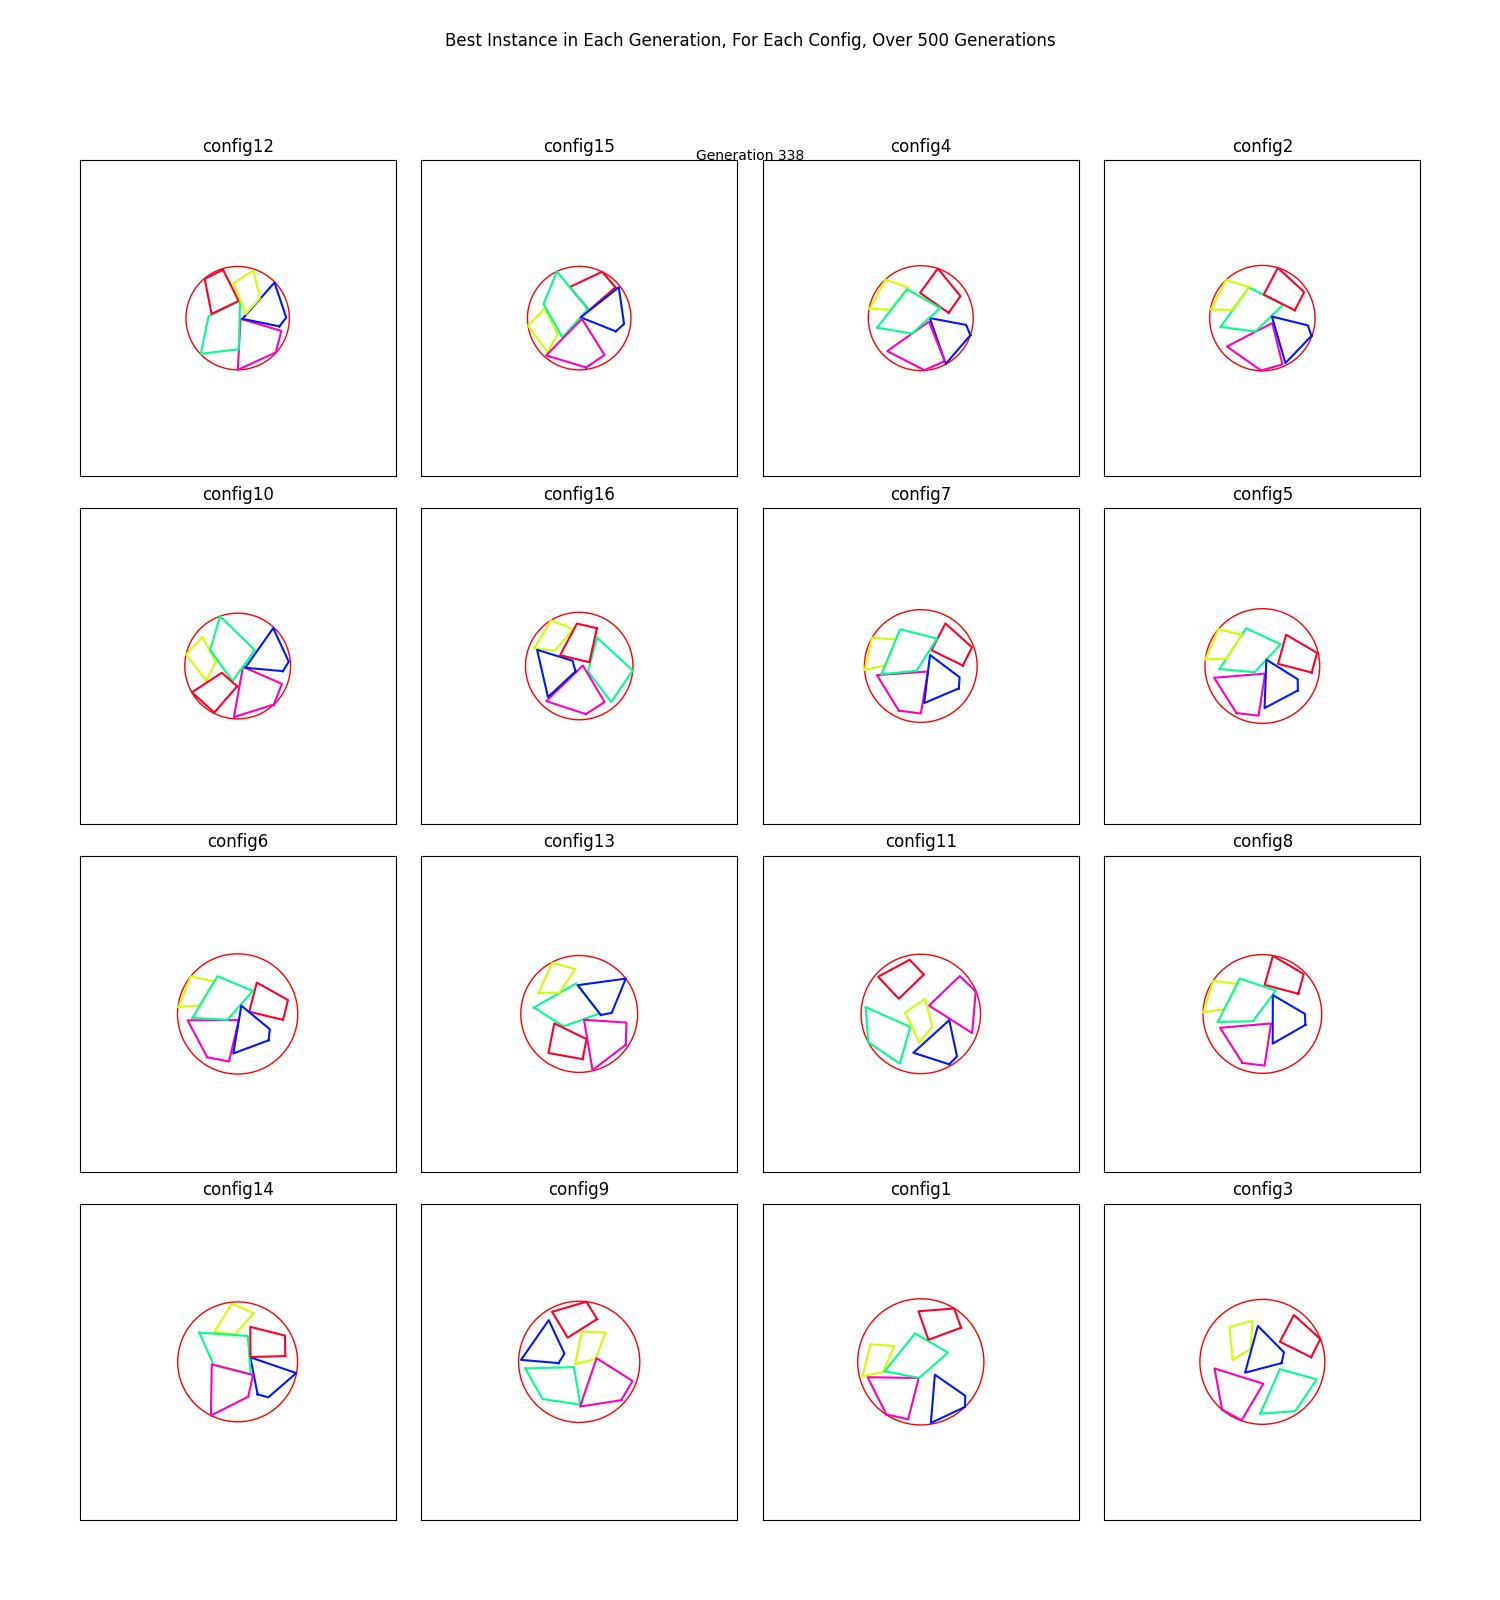 Best Instance in Each Generation, For Each Config, Over 500 Generations
Generation 338
config12
config15
config4
config2
config10
config16
config7
config5
config6
config13
config11
config8
config14
config9
config1
config3